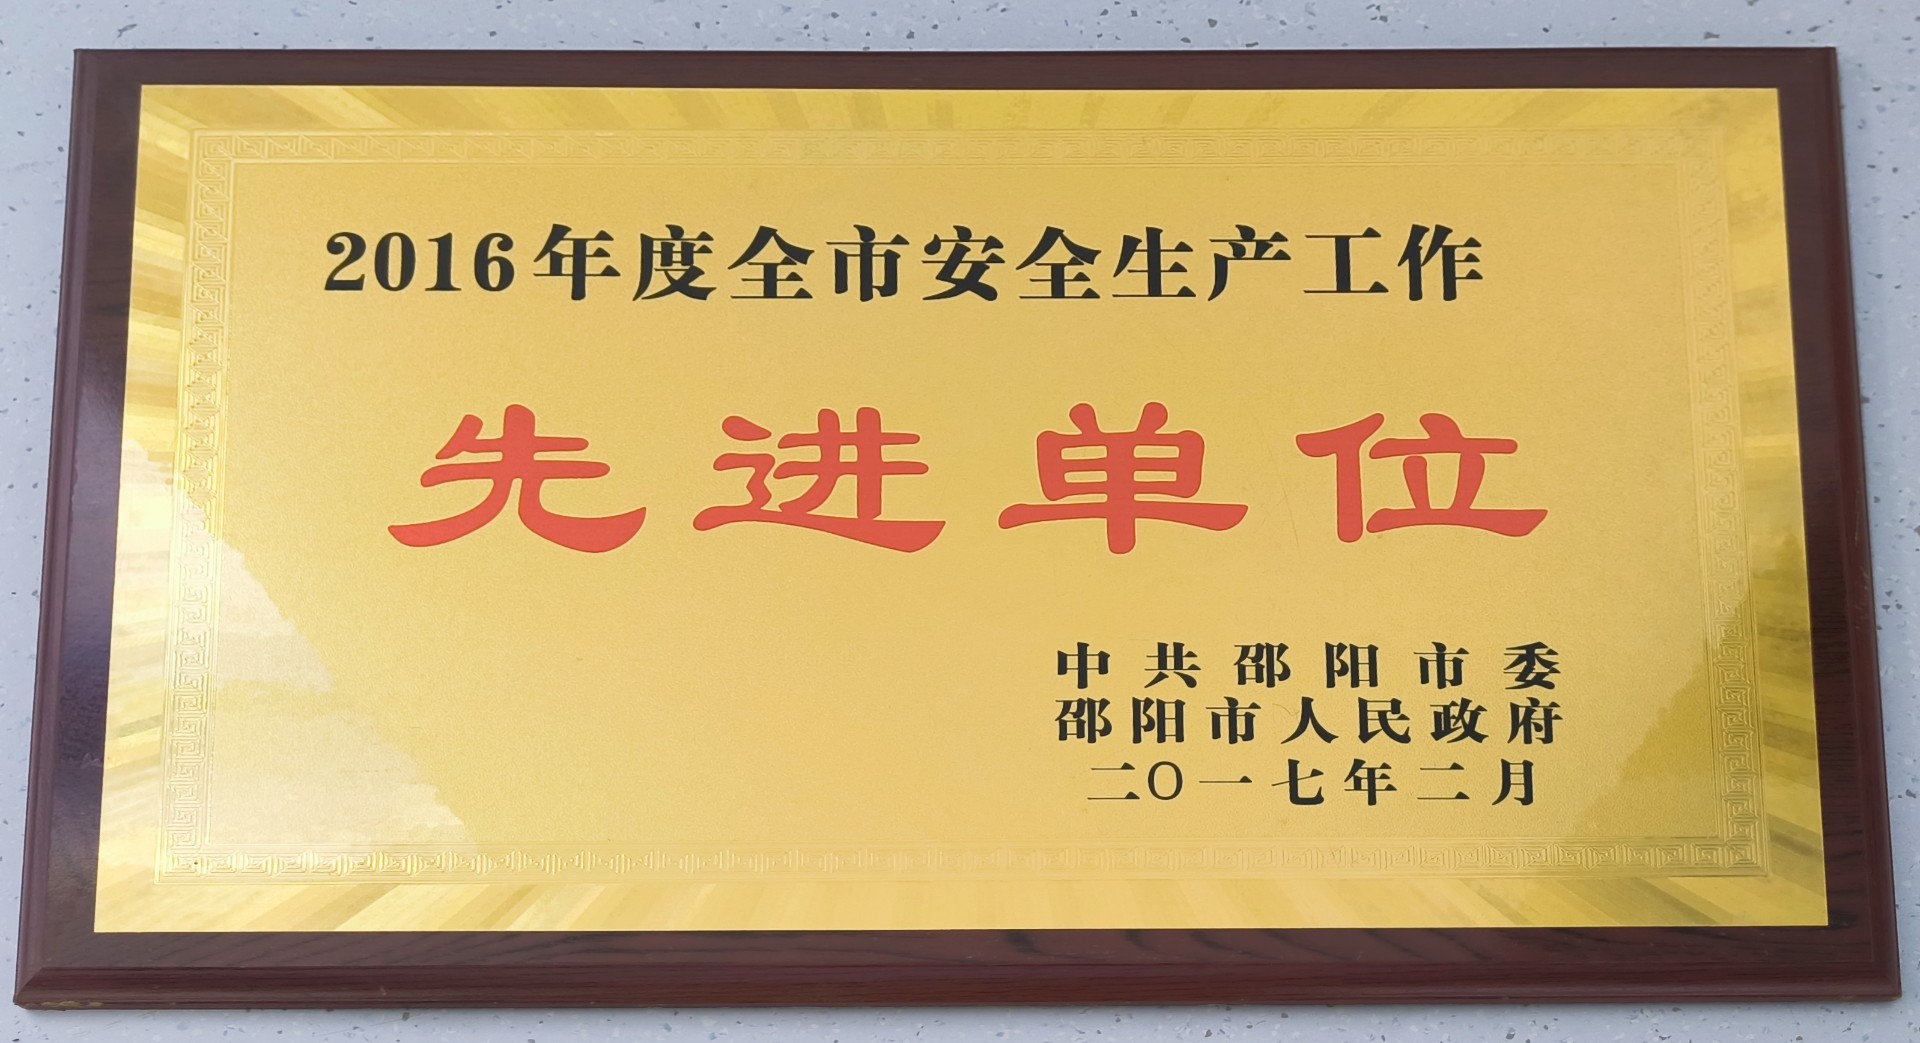 2016年度全市安全生产工作
先进单位
中共邵阳市委
邵阳市人民政府
二〇一七年二月